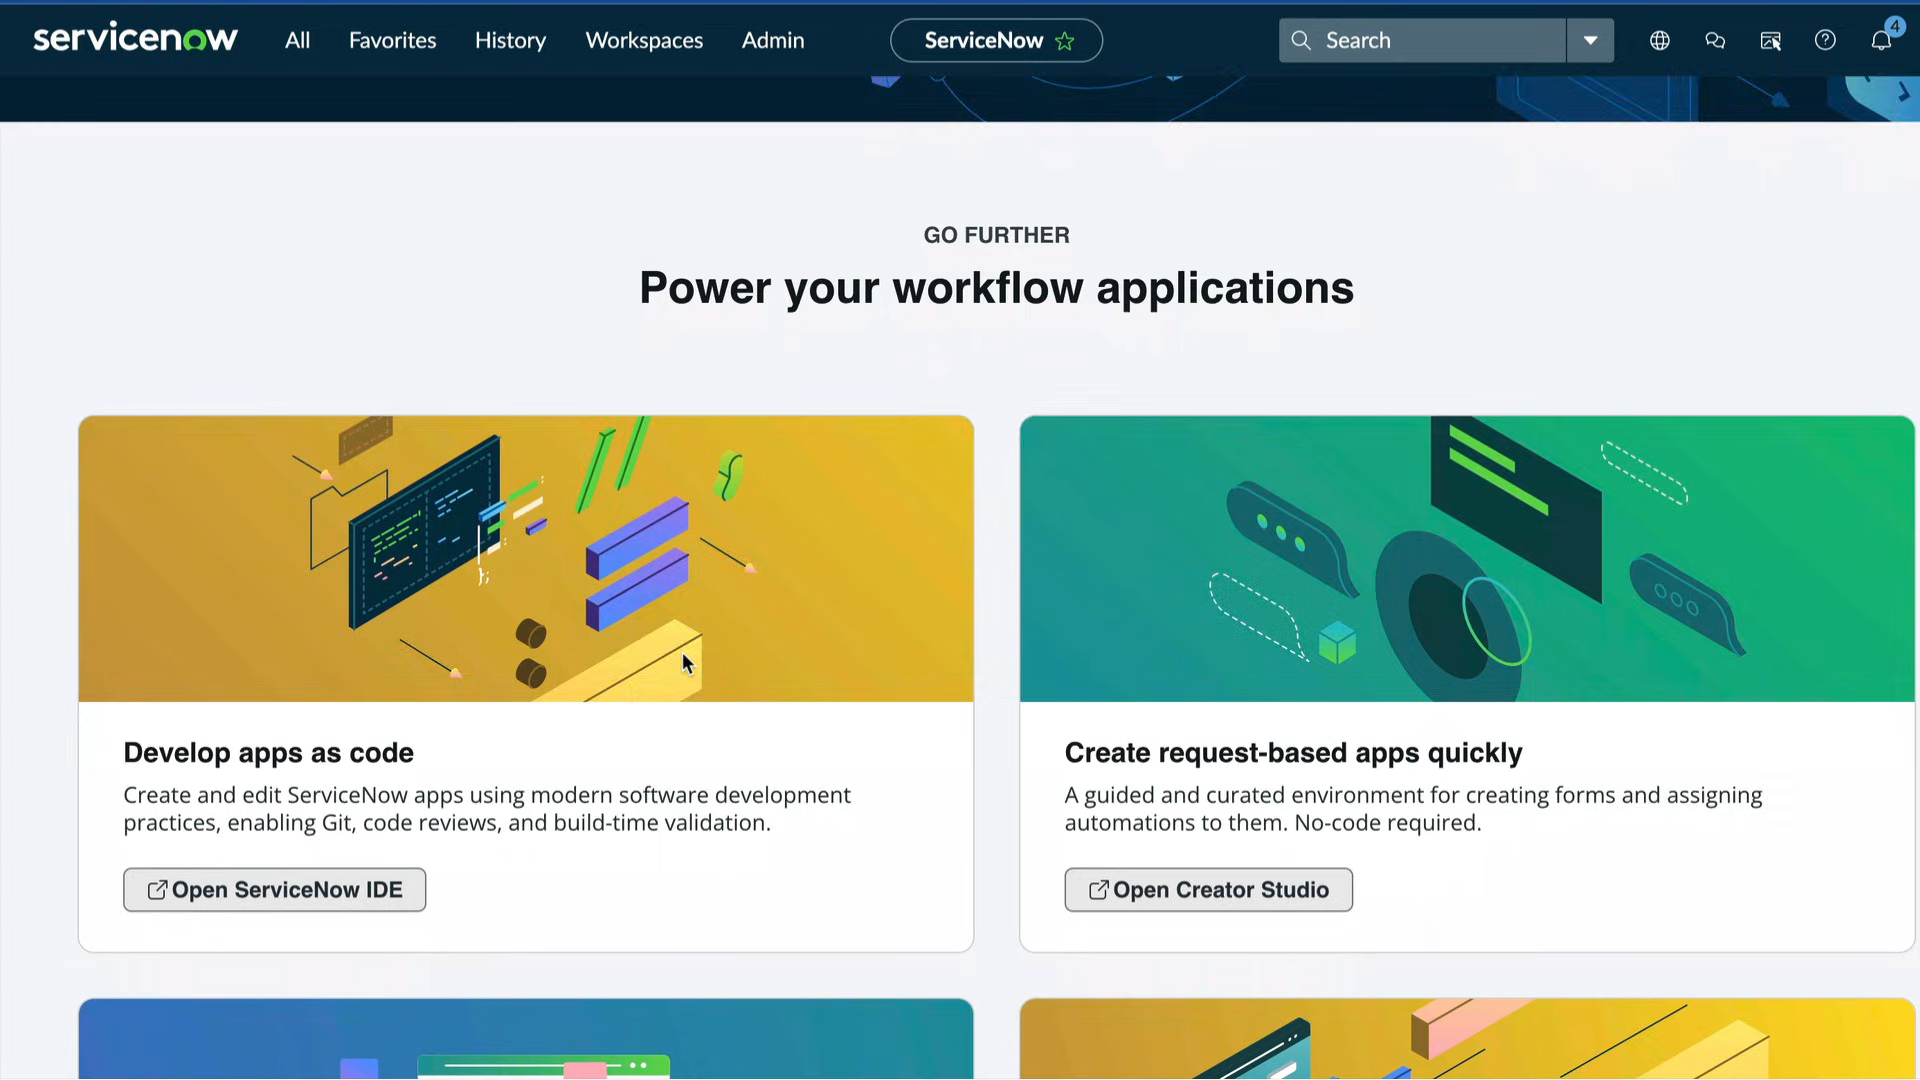 servicenow All Favorites History Workspaces Admin ServiceNow Search 4
GO FURTHER
Power your workflow applications
Develop apps as code
Create and edit ServiceNow apps using modern software development
practices, enabling Git, code reviews, and build-time validation.
Open ServiceNow IDE
Create request-based apps quickly
A guided and curated environment for creating forms and assigning
automations to them. No-code required.
Open Creator Studio